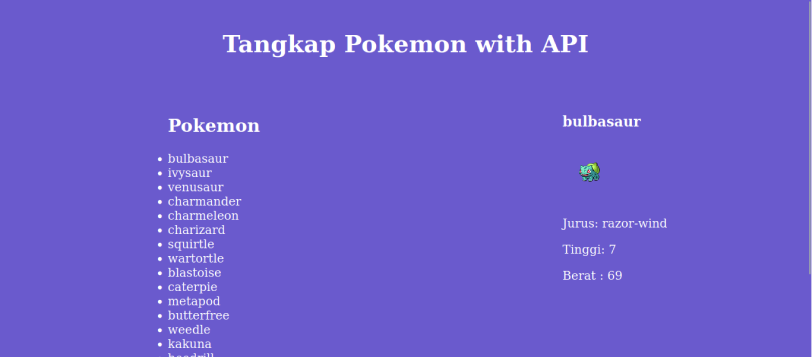 Tangkap Pokemon with API
Pokemon
bulbasaur
ivysaur
venusaur
charmander
charmeleon
charizard
squirtle
wartortle
blastoise
caterpie
metapod
butterfree
weedle
kakuna
bulbasaur
Jurus: razor-wind
Tinggi: 7
Berat : 69